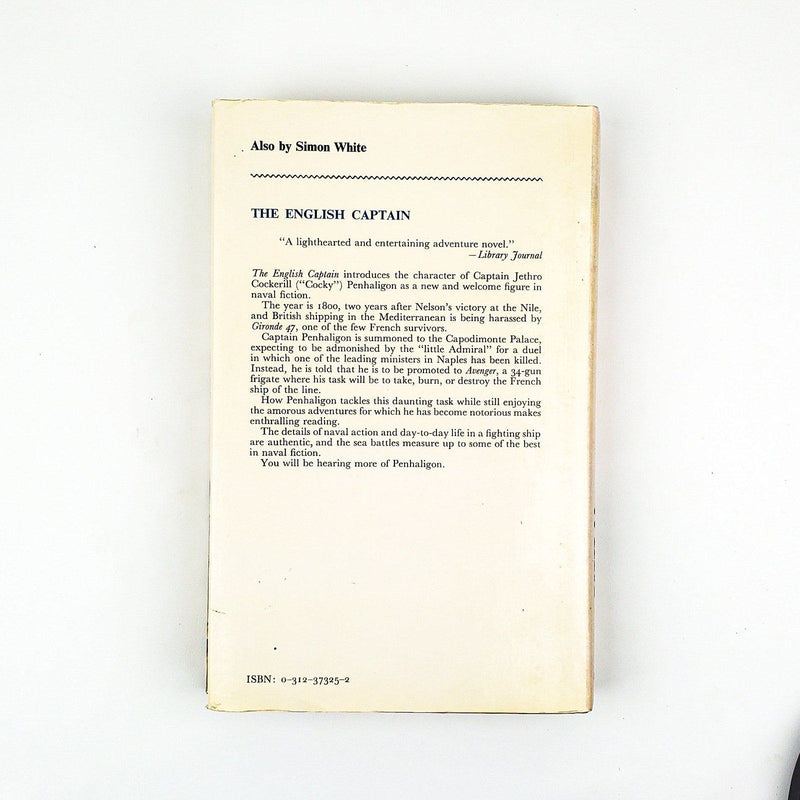 Also by Simon White
THE ENGLISH CAPTAIN
“A lighthearted and entertaining adventure novel.”
— Library Journal
The English Captain introduces the character of Captain Jethro
Cockerill (“Cocky”) Penhaligon as a new and welcome figure in
naval fiction.
The year is 1800, two years after Nelson’s victory at the Nile,
and British shipping in the Mediterranean is being harassed by
Gironde 47, one of the few French survivors.
Captain Penhaligon is summoned to the Capodimonte Palace,
expecting to be admonished by the “little Admiral” for a duel
in which one of the leading ministers in Naples has been killed.
Instead, he is told that he is to be promoted to Avenger, a 34-gun
frigate where his task will be to take, burn, or destroy the French
ship of the line.
How Penhaligon tackles this daunting task while still enjoying
the amorous adventures for which he has become notorious makes
enthralling reading.
The details of naval action and day-to-day life in a fighting ship
are authentic, and the sea battles measure up to some of the best
in naval fiction.
You will be hearing more of Penhaligon.
ISBN: 0-312-37325-2